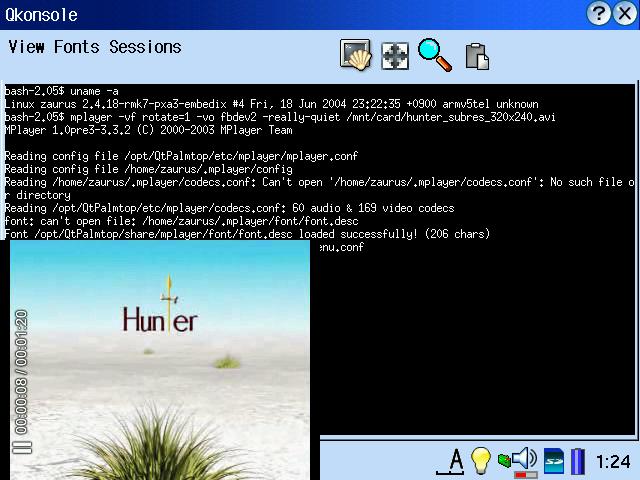 Qkonsole
View Fonts Sessions
bash-2.05$ uname -a
Linux zaurus 2.4.18-rmk7-pxa3-embedix #4 Fri, 18 Jun 2004 23:22:35 +0900 armv5tel unknown
bash-2.05$ mplayer -vf rotate=1 -vo fbdev2 -really-quiet /mnt/card/hunter_subres_320x240.avi
MPlayer 1.0pre3-3.3.2 (C) 2000-2003 MPlayer Team
Reading config file /opt/QtPalmtop/etc/mplayer/mplayer.conf
Reading config file /home/zaurus/.mplayer/config
Reading /home/zaurus/.mplayer/codecs.conf: Can't open '/home/zaurus/.mplayer/codecs.conf': No such file o
r directory
Reading /opt/QtPalmtop/etc/mplayer/codecs.conf: 60 audio & 169 video codecs
font: can't open file: /home/zaurus/.mplayer/font/font.desc
Font /opt/QtPalmtop/share/mplayer/font/font.desc loaded successfully! (206 chars)
enu.conf
Hunter
00:00:08 / 00:01:20
A
SD
1:24